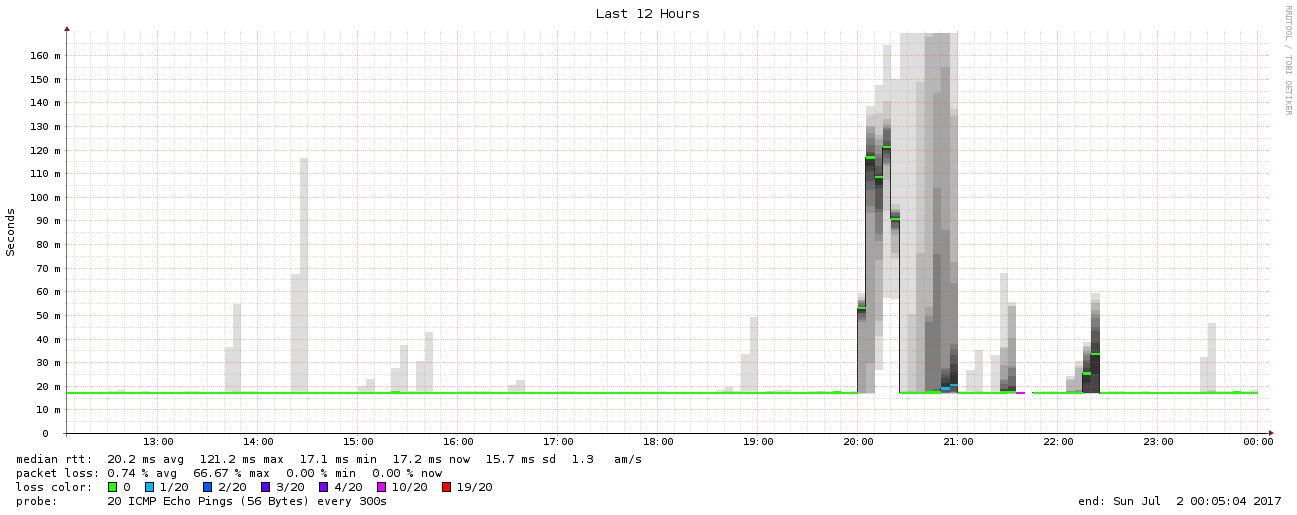 Last 12 Hours
RRDTOOL / TOBI OETIKER
Seconds
160 m
150 m
140 m
130 m
120 m
110 m
100 m
90 m
80 m
70 m
60 m
50 m
40 m
30 m
20 m
10 m
0
13:00 14:00 15:00 16:00 17:00 18:00 19:00 20:00 21:00 22:00 23:00 00:00
median rtt: 20.2 ms avg 121.2 ms max 17.1 ms min 17.2 ms now 15.7 ms sd 1.3 am/s
packet loss: 0.74 % avg 66.67 % max 0.00 % min 0.00 % now
loss color: 0 1/20 2/20 3/20 4/20 10/20 19/20
probe: 20 ICMP Echo Pings (56 Bytes) every 300s end: Sun Jul 2 00:05:04 2017